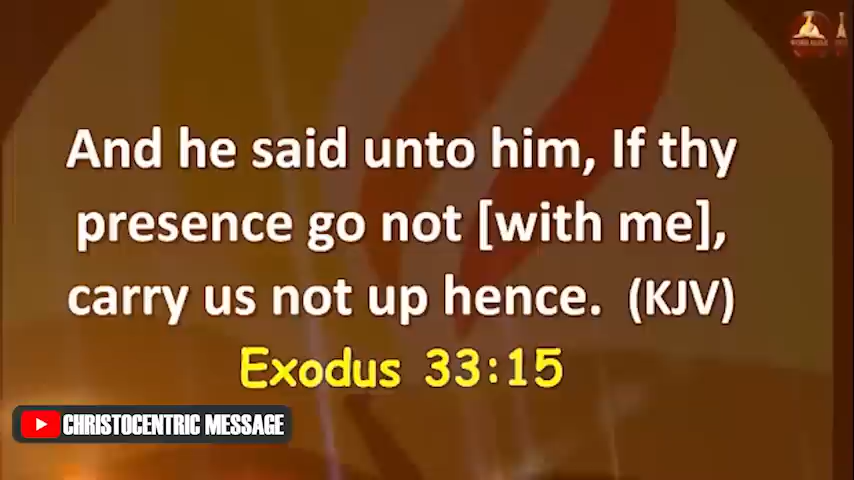 And he said unto him, If thy
presence go not [with me],
carry us not up hence. (KJV)
Exodus 33:15
CHRISTOCENTRIC MESSAGE